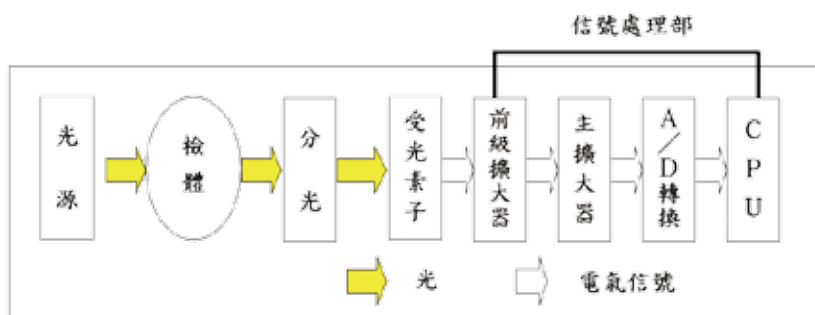 信號處理部
光源
檢體
分光
受光素子
前級擴大器
主擴大器
A/D轉換
CPU
光
電氣信號